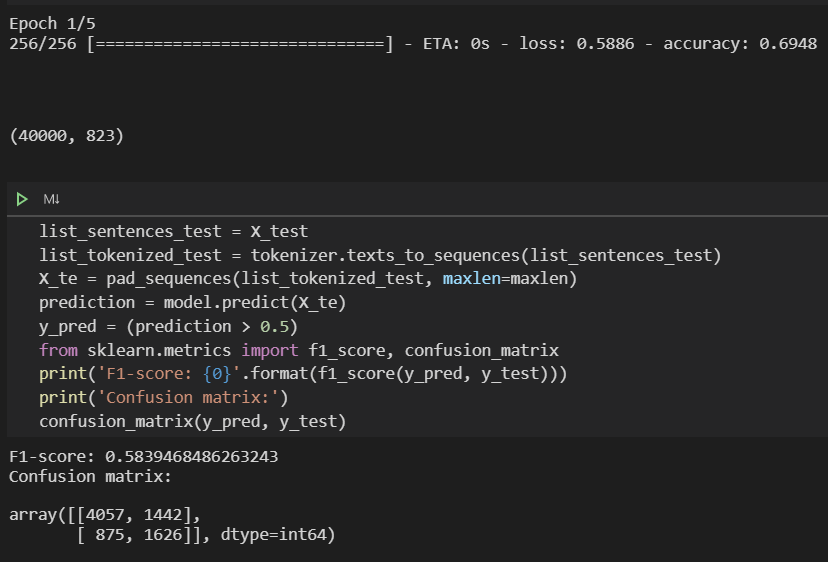 Epoch 1/5
256/256 [==============================] - ETA: 0s - loss: 0.5886 - accuracy: 0.6948
(40000, 823)
M↓
list_sentences_test = X_test
list_tokenized_test = tokenizer.texts_to_sequences(list_sentences_test)
X_te = pad_sequences(list_tokenized_test, maxlen=maxlen)
prediction = model.predict(X_te)
y_pred = (prediction > 0.5)
from sklearn.metrics import f1_score, confusion_matrix
print('F1-score: {0}'.format(f1_score(y_pred, y_test)))
print('Confusion matrix:')
confusion_matrix(y_pred, y_test)
F1-score: 0.5839468486263243
Confusion matrix:
array([[4057, 1442],
       [ 875, 1626]], dtype=int64)